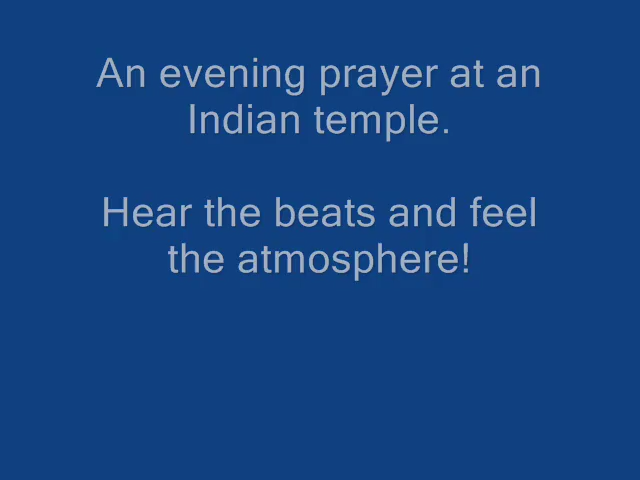 An evening prayer at an
Indian temple.
Hear the beats and feel
the atmosphere!